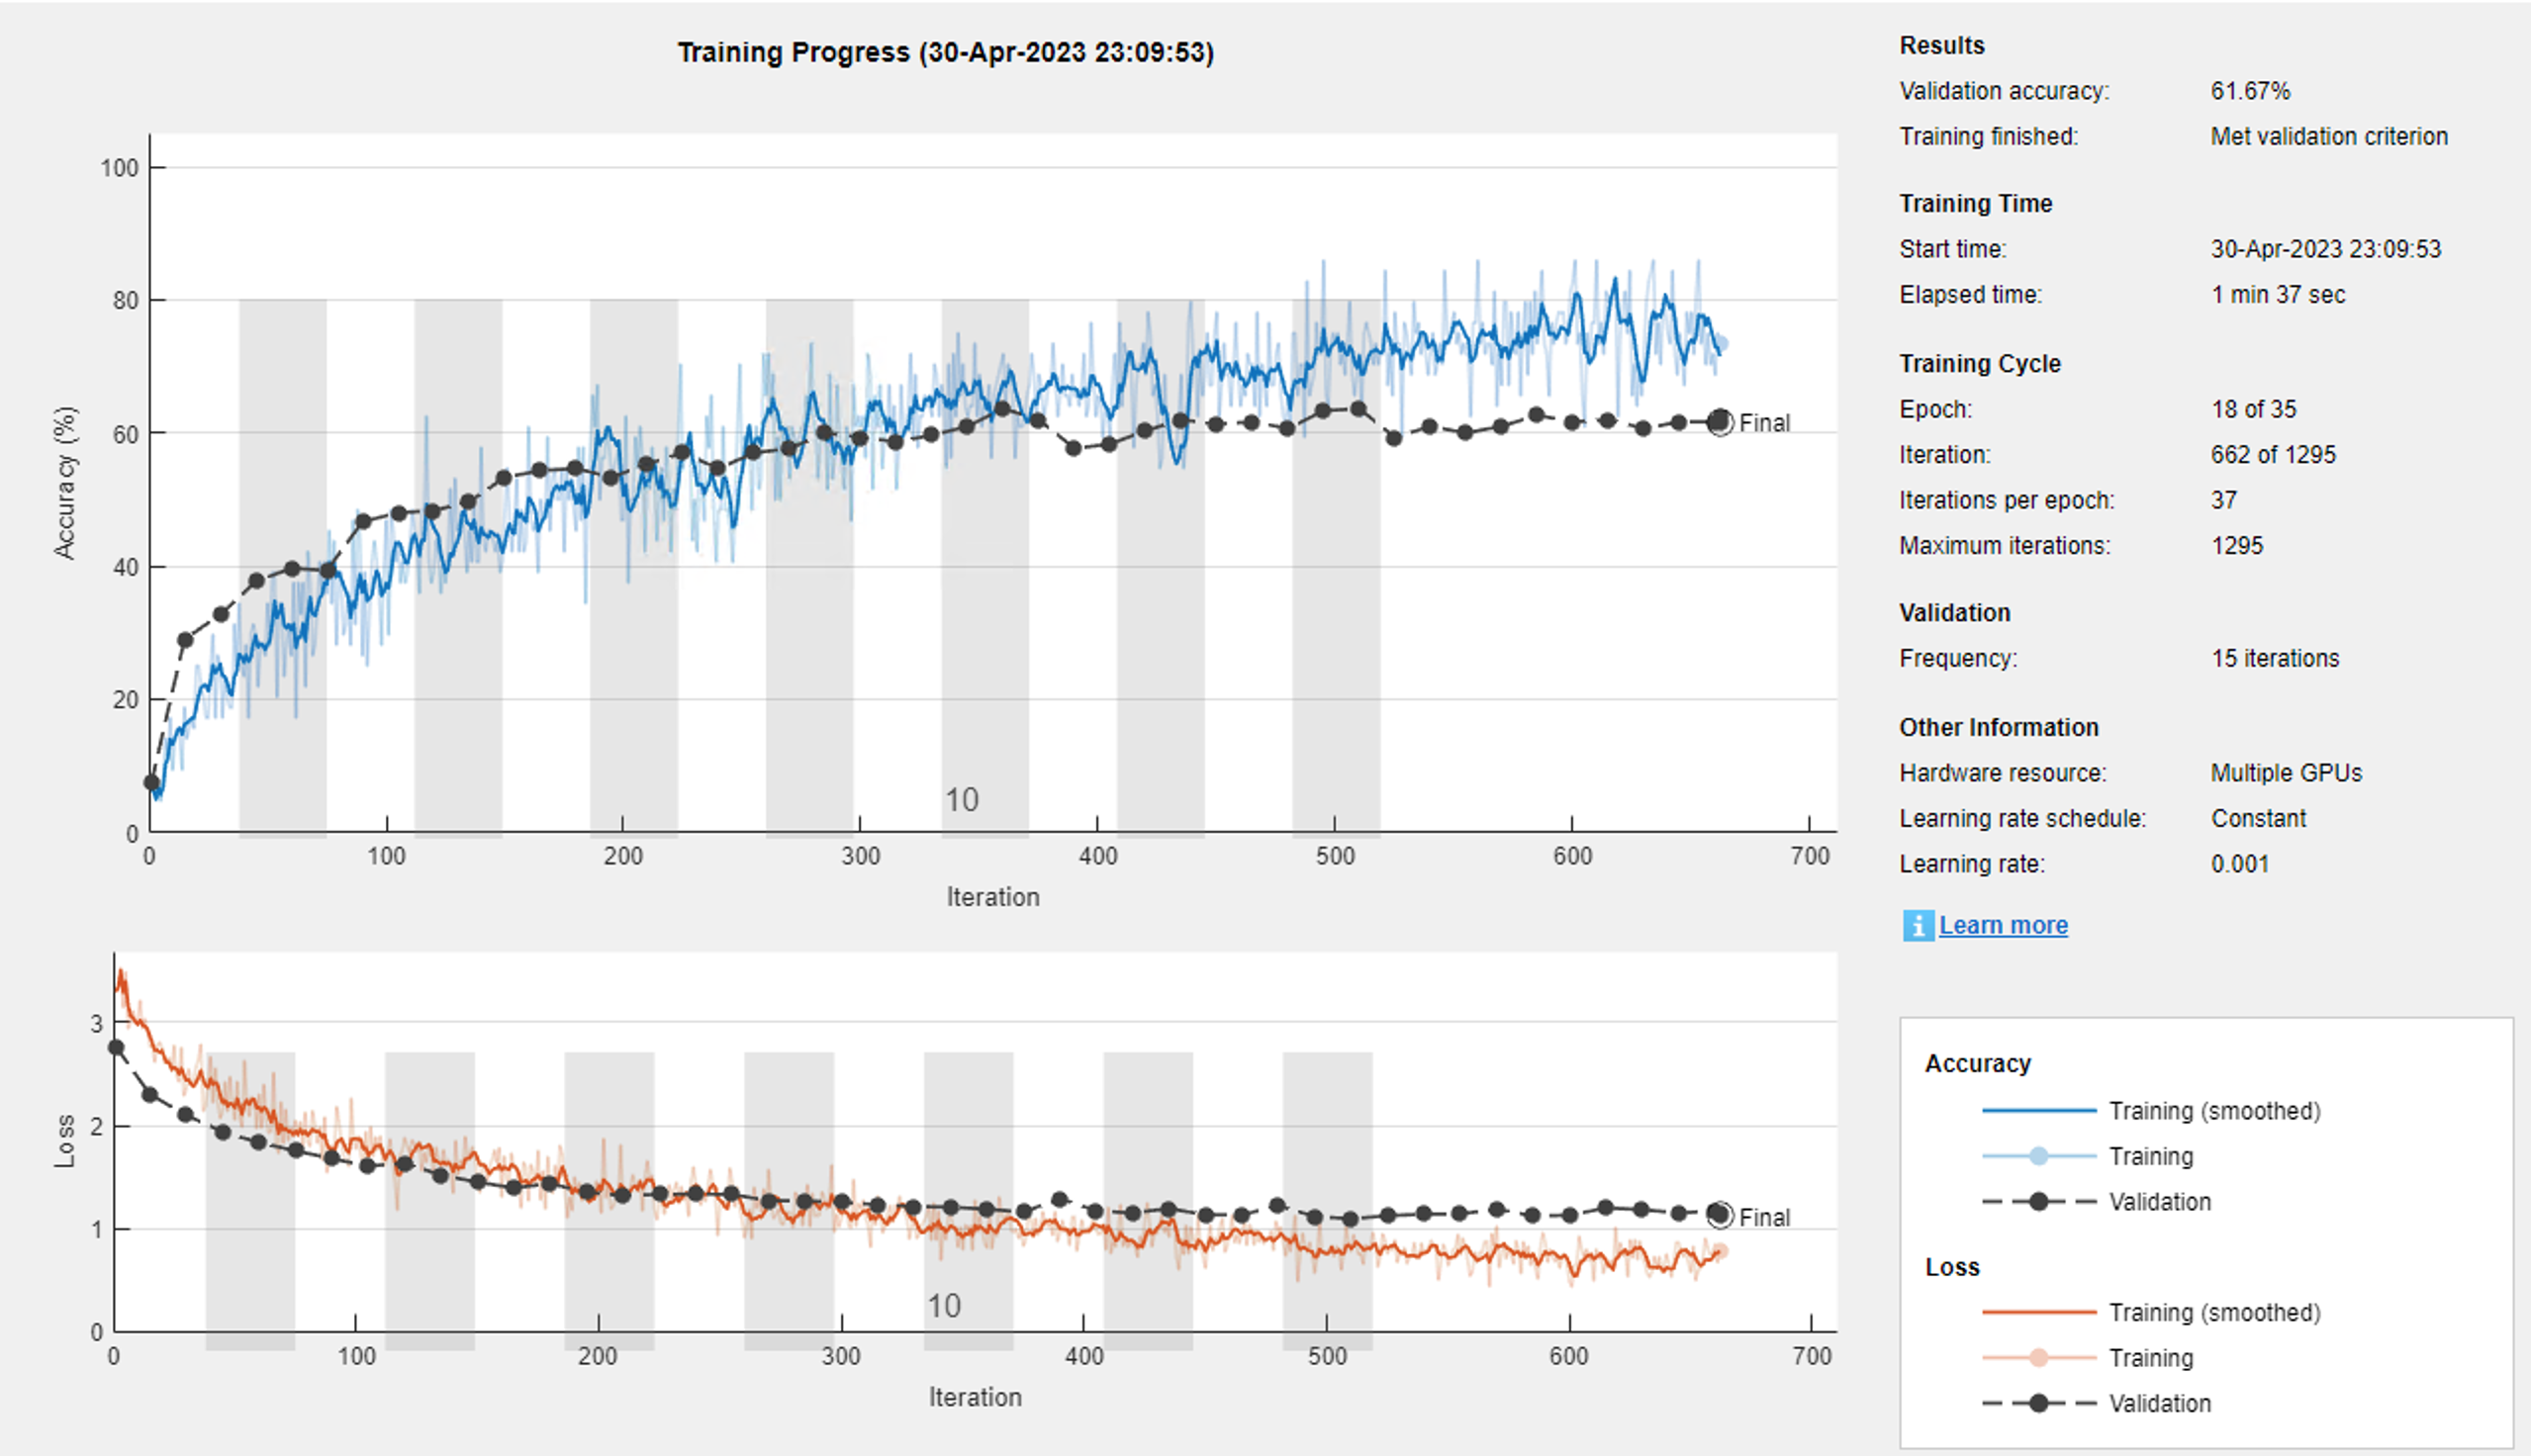 Training Progress (30-Apr-2023 23:09:53)
100
80
60
40
20
0
Accuracy (%)
Final
10
0 100 200 300 400 500 600 700
Iteration
3
2
1
0
Loss
Final
10
0 100 200 300 400 500 600 700
Iteration
Results
Validation accuracy: 61.67%
Training finished: Met validation criterion
Training Time
Start time: 30-Apr-2023 23:09:53
Elapsed time: 1 min 37 sec
Training Cycle
Epoch: 18 of 35
Iteration: 662 of 1295
Iterations per epoch: 37
Maximum iterations: 1295
Validation
Frequency: 15 iterations
Other Information
Hardware resource: Multiple GPUs
Learning rate schedule: Constant
Learning rate: 0.001
i Learn more
Accuracy
Training (smoothed)
Training
Validation
Loss
Training (smoothed)
Training
Validation